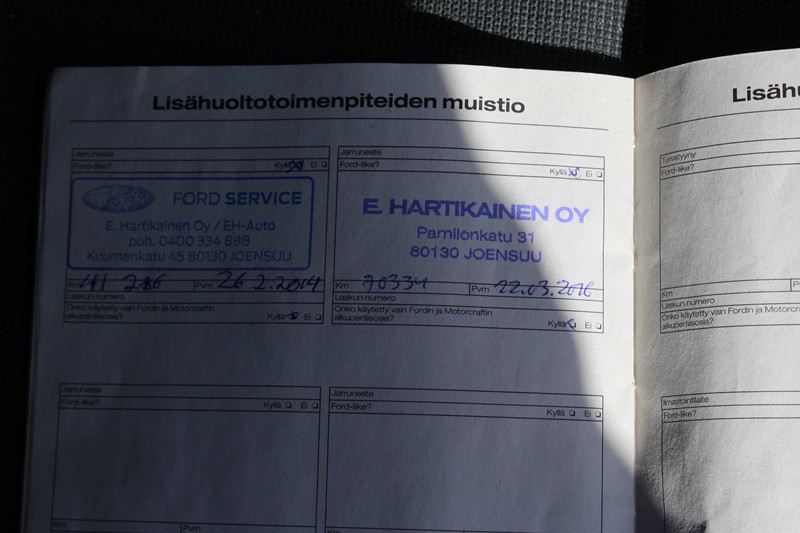 Lisähuoltotoimenpiteiden muistio
Jarruneste
Ford-liike? Kyllä Ei
FORD SERVICE
E. Hartikainen Oy / EH-Auto
puh. 0400 334 888
Kuurnankatu 45 80130 JOENSUU
Km 41 286 Pvm 26.2.2014
Laskun numero
Onko käytetty vain Fordin ja Motorcraftin
alkuperäisosia? Kyllä Ei
Jarruneste
Ford-liike? Kyllä Ei
E. HARTIKAINEN OY
Pamilonkatu 31
80130 JOENSUU
Km 70334 Pvm 22.03.2016
Laskun numero
Onko käytetty vain Fordin ja Motorcraftin
alkuperäisosia? Kyllä Ei
Jarruneste
Ford-liike? Kyllä Ei
Km Pvm
Jarruneste
Ford-liike? Kyllä Ei
Km Pvm
Lisähu
Turvatyyny
Ford-liike?
Km
Laskun numero
Onko käytetty vain Fordin ja Motorcra
alkuperäisosia?
Ilmastointilaite
Ford-liike?